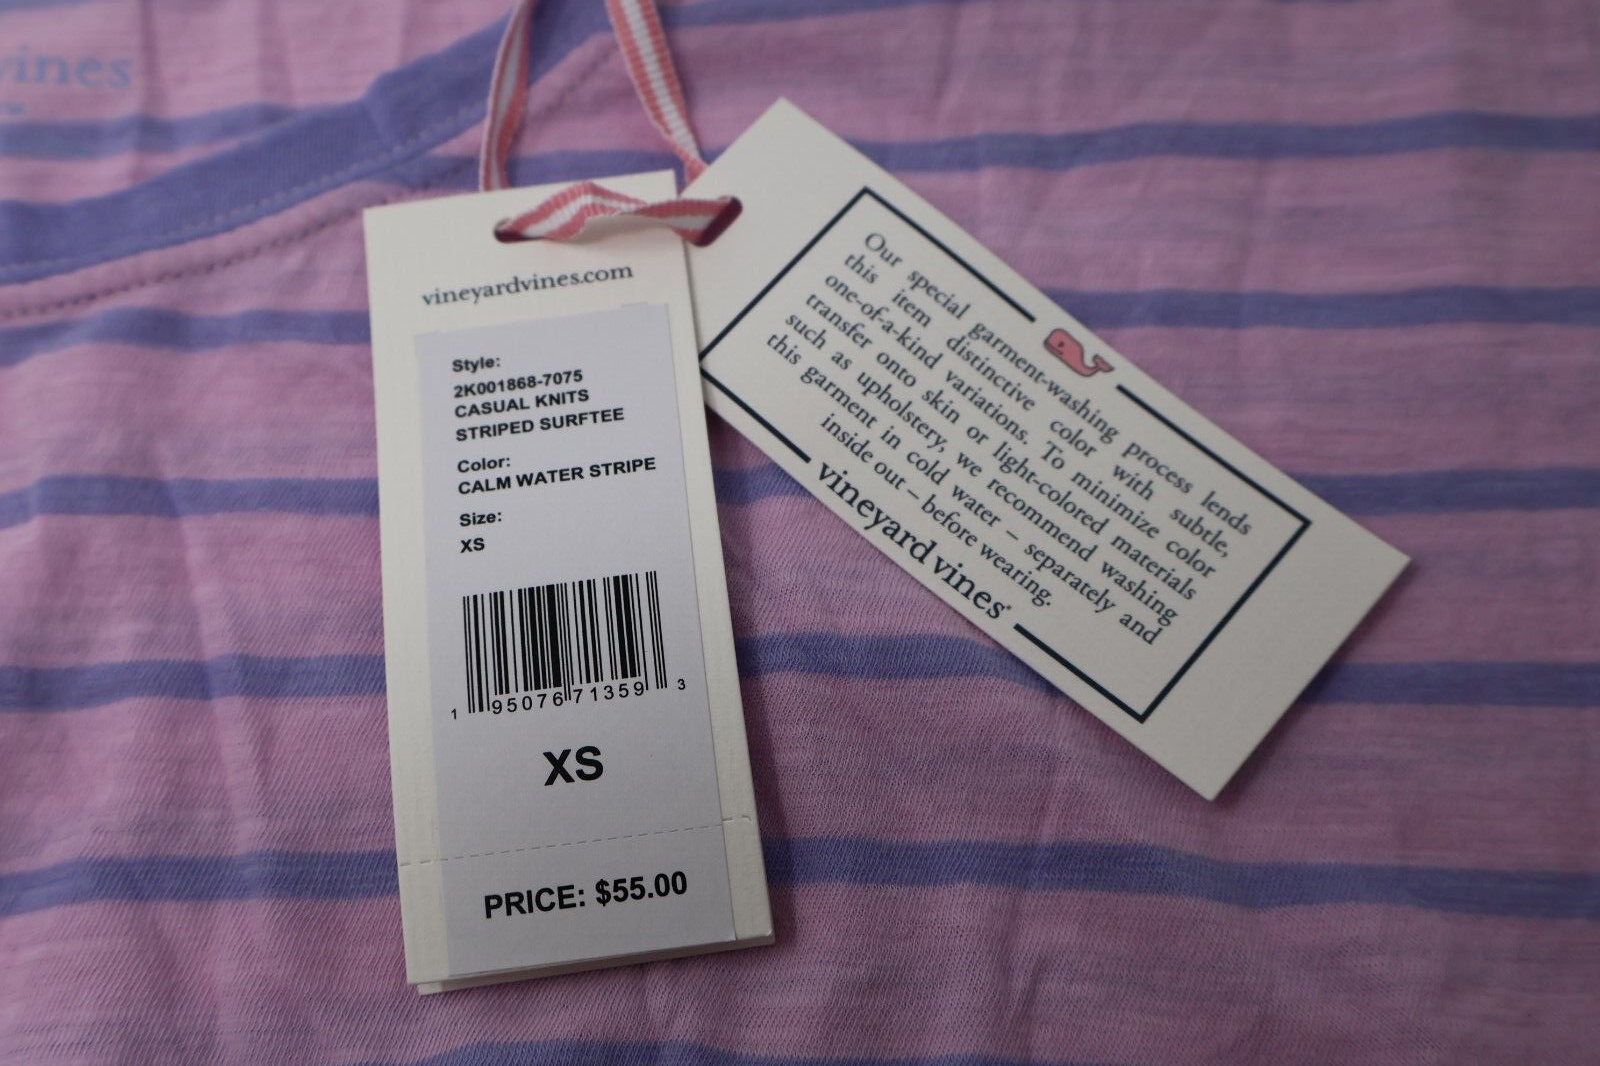 vines
vineyardvines.com
Style:
2K001868-7075
CASUAL KNITS
STRIPED SURFTEE
Color:
CALM WATER STRIPE
Size:
XS
1 95076 71359 3
XS
PRICE: $55.00
Our special garment-washing process lends
this item distinctive color with subtle,
one-of-a-kind variations. To minimize color
transfer onto skin or light-colored materials
such as upholstery, we recommend washing
this garment in cold water – separately and
inside out – before wearing.
vineyard vines®